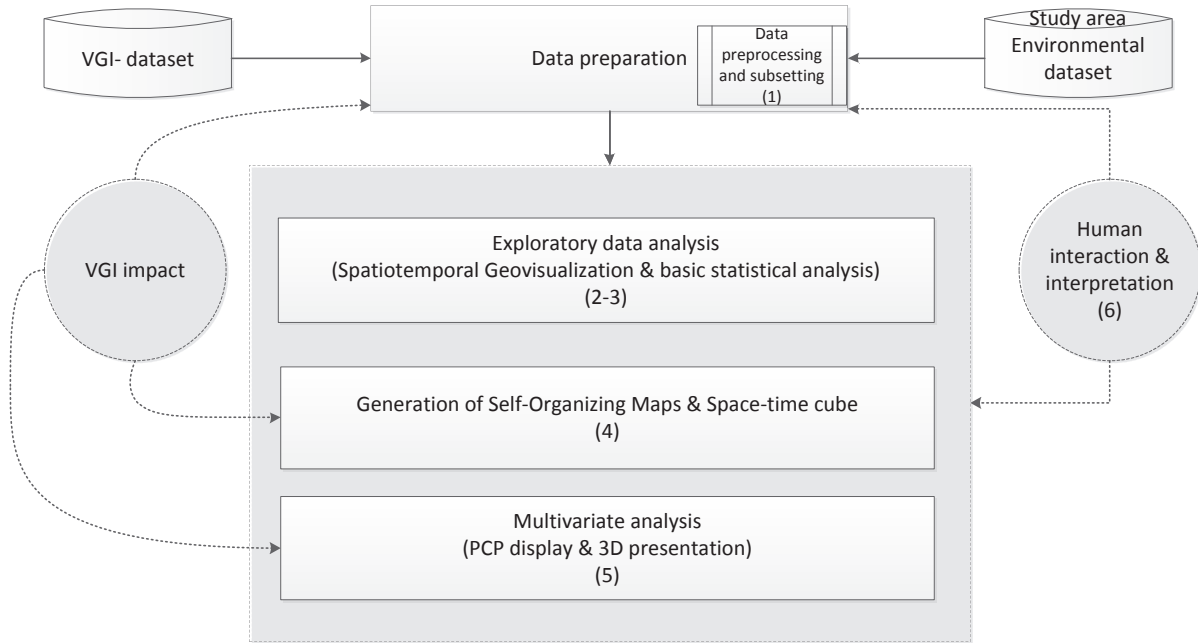 VGI- dataset
Data preparation
Data
preprocessing
and subsetting
(1)
Study area
Environmental
dataset
VGI impact
Exploratory data analysis
(Spatiotemporal Geovisualization & basic statistical analysis)
(2-3)
Human
interaction &
interpretation
(6)
Generation of Self-Organizing Maps & Space-time cube
(4)
Multivariate analysis
(PCP display & 3D presentation)
(5)